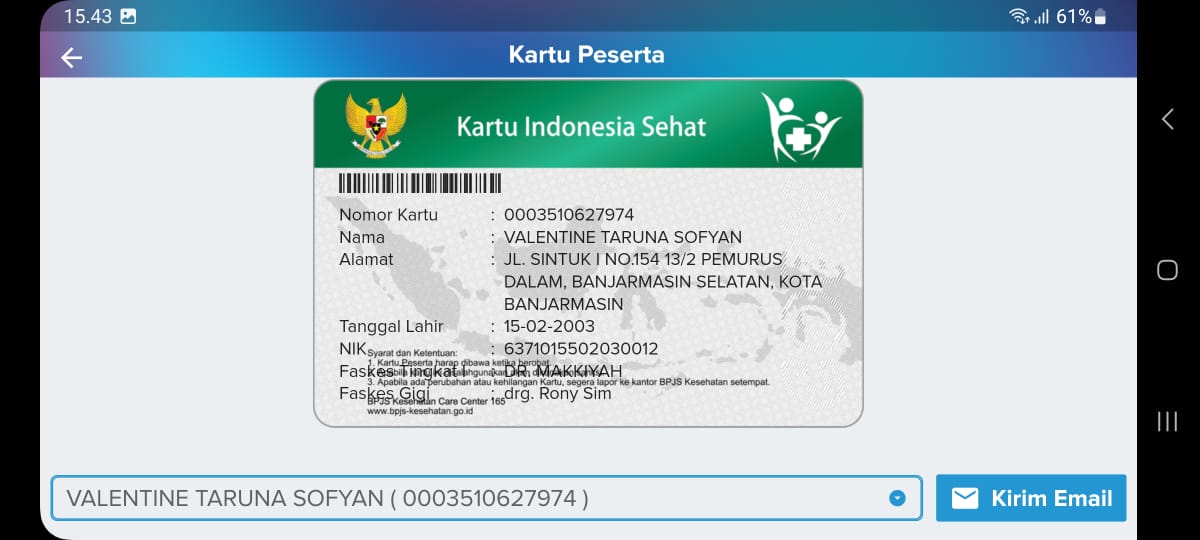 15.43
61%
Kartu Peserta
Kartu Indonesia Sehat
Nomor Kartu : 0003510627974
Nama : VALENTINE TARUNA SOFYAN
Alamat : JL. SINTUK I NO.154 13/2 PEMURUS
DALAM, BANJARMASIN SELATAN, KOTA
BANJARMASIN
Tanggal Lahir : 15-02-2003
NIK : 6371015502030012
Syarat dan Ketentuan:
1. Kartu Peserta harap dibawa ketika berobat
Faskes Tingkat I : DR. MAKKIYAH
3. Apabila ada perubahan atau kehilangan Kartu, segera lapor ke kantor BPJS Kesehatan setempat.
Faskes Gigi : drg. Rony Sim
BPJS Kesehatan Care Center 165
www.bpjs-kesehatan.go.id
VALENTINE TARUNA SOFYAN ( 0003510627974 )
Kirim Email